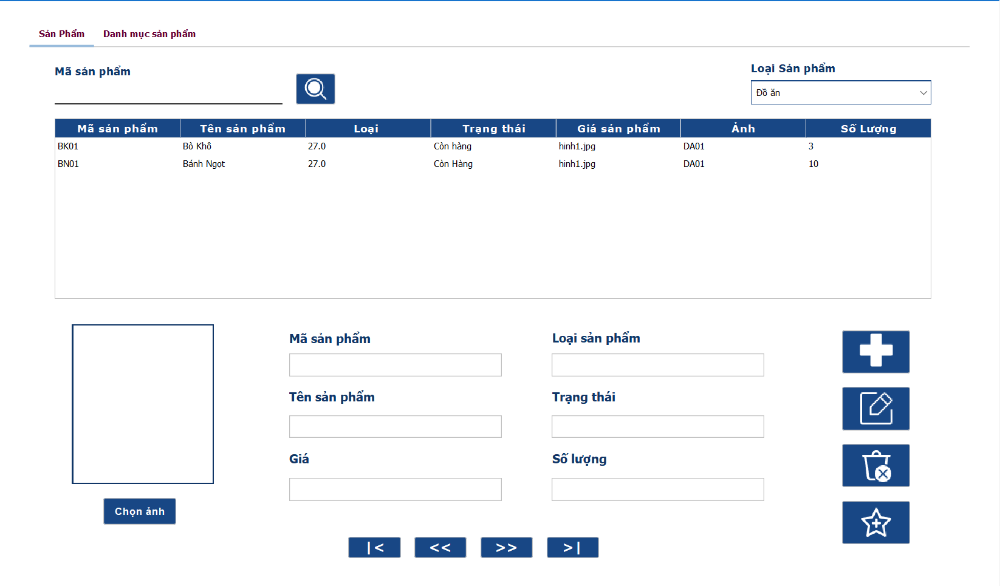 Sản Phẩm Danh mục sản phẩm
Mã sản phẩm
Loại Sản phẩm
Đồ ăn
Mã sản phẩm Tên sản phẩm Loại Trạng thái Giá sản phẩm Ảnh Số Lượng
BK01 Bò Khô 27.0 Còn hàng hinh1.jpg DA01 3
BN01 Bánh Ngọt 27.0 Còn Hàng hinh1.jpg DA01 10
Mã sản phẩm Loại sản phẩm
Tên sản phẩm Trạng thái
Giá Số lượng
Chọn ảnh
|< << >> >|